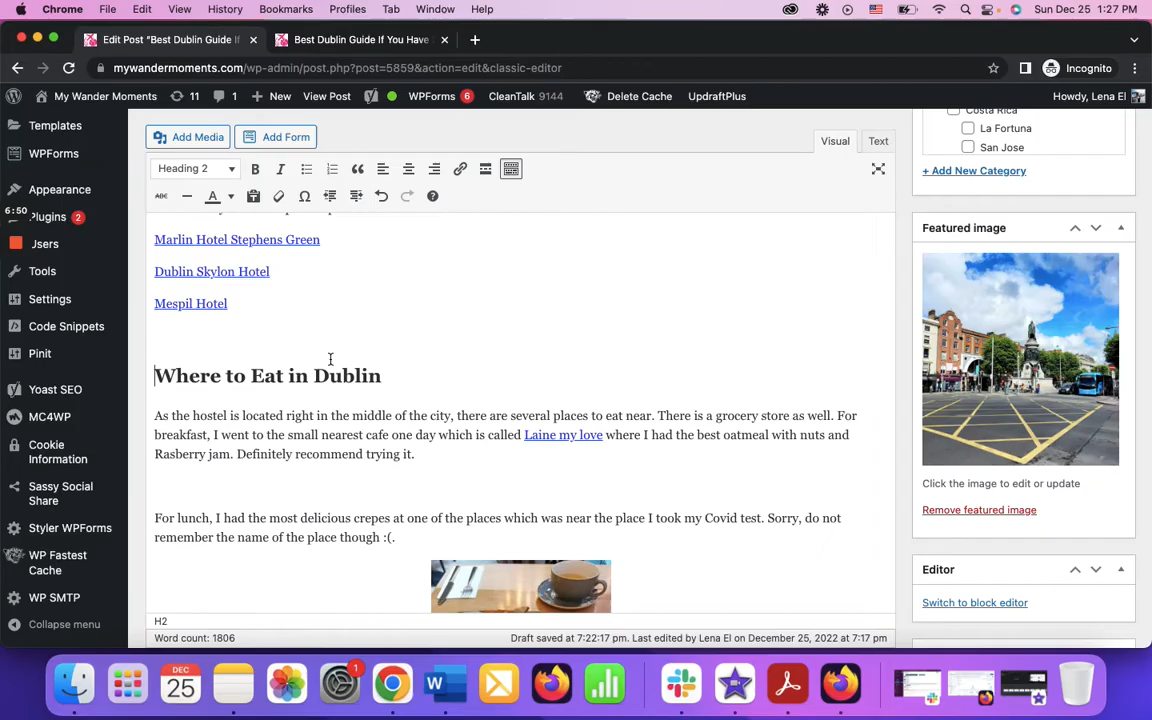 Chrome File Edit View History Bookmarks Profiles Tab Window Help Sun Dec 25 1:27 PM
Edit Post “Best Dublin Guide If Best Dublin Guide If You Have
mywandermoments.com/wp-admin/post.php?post=5859&action=edit&classic-editor Incognito
My Wander Moments 11 1 New View Post WPForms 6 CleanTalk 9144 Delete Cache UpdraftPlus Howdy, Lena El
Templates
WPForms
Appearance
6:50
Plugins 2
Jsers
Tools
Settings
Code Snippets
Pinit
Yoast SEO
MC4WP
Cookie
Information
Sassy Social
Share
Styler WPForms
WP Fastest
Cache
WP SMTP
Collapse menu
Add Media Add Form Visual Text
Heading 2 B I
ABC A
Marlin Hotel Stephens Green
Dublin Skylon Hotel
Mespil Hotel
Where to Eat in Dublin
As the hostel is located right in the middle of the city, there are several places to eat near. There is a grocery store as well. For
breakfast, I went to the small nearest cafe one day which is called Laine my love where I had the best oatmeal with nuts and
Rasberry jam. Definitely recommend trying it.
For lunch, I had the most delicious crepes at one of the places which was near the place I took my Covid test. Sorry, do not
remember the name of the place though :(.
H2
Word count: 1806 Draft saved at 7:22:17 pm. Last edited by Lena El on December 25, 2022 at 7:17 pm
Costa Rica
La Fortuna
San Jose
+ Add New Category
Featured image
Click the image to edit or update
Remove featured image
Editor
Switch to block editor
DEC
25
1
W